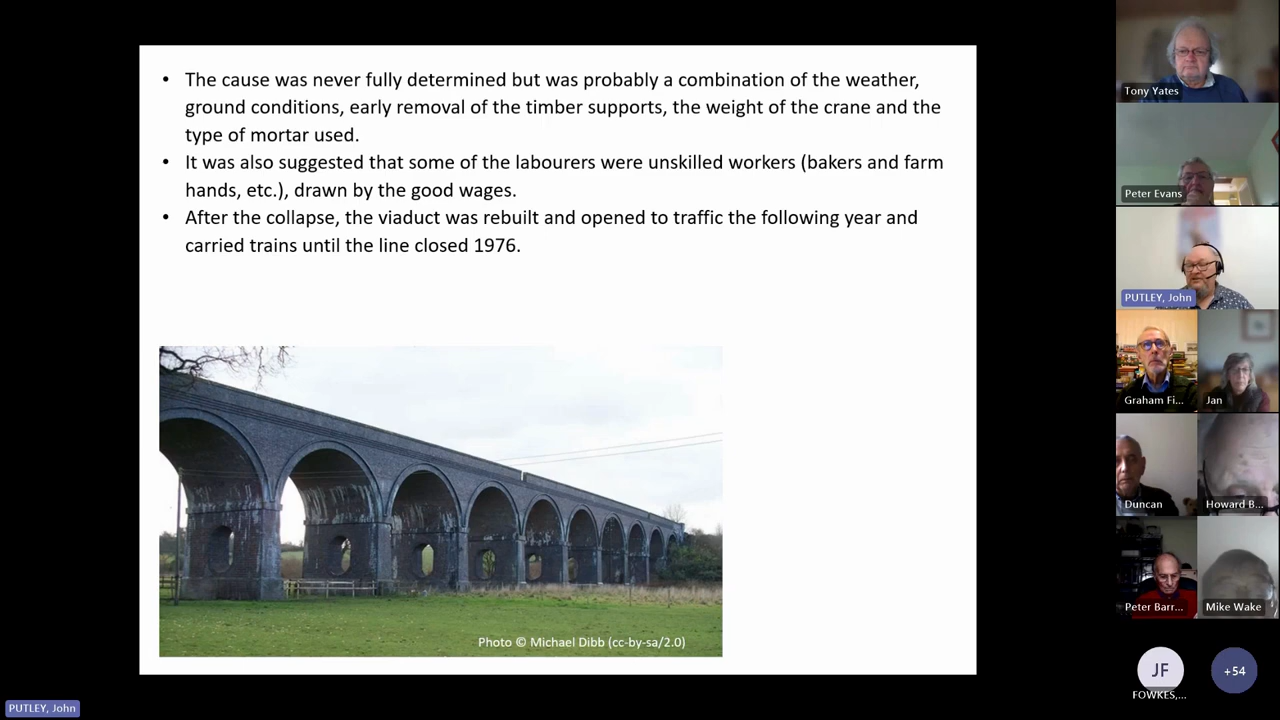 • The cause was never fully determined but was probably a combination of the weather,
ground conditions, early removal of the timber supports, the weight of the crane and the
type of mortar used.
• It was also suggested that some of the labourers were unskilled workers (bakers and farm
hands, etc.), drawn by the good wages.
• After the collapse, the viaduct was rebuilt and opened to traffic the following year and
carried trains until the line closed 1976.
Photo © Michael Dibb (cc-by-sa/2.0)
Tony Yates
Peter Evans
PUTLEY, John
Graham Fi...
Jan
Duncan
Howard B...
Peter Barr...
Mike Wake
JF
+54
FOWKES,...
PUTLEY, John